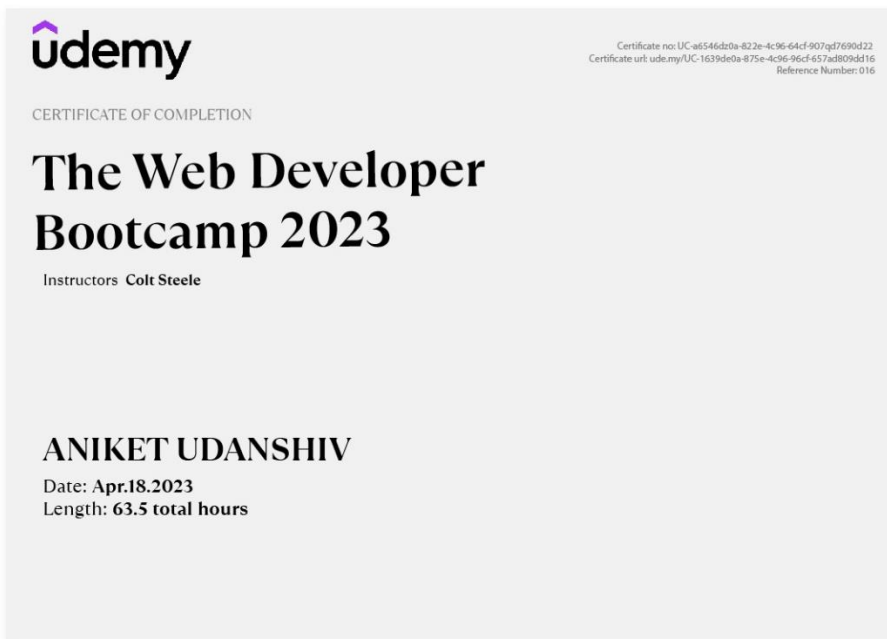 ûdemy
Certificate no: UC-a6546dz0a-822e-4c96-64cf-907qd7690d22
Certificate url: ude.my/UC-1639de0a-875e-4c96-96cf-657ad809dd16
Reference Number: 016
CERTIFICATE OF COMPLETION
The Web Developer
Bootcamp 2023
Instructors Colt Steele
ANIKET UDANSHIV
Date: Apr.18.2023
Length: 63.5 total hours